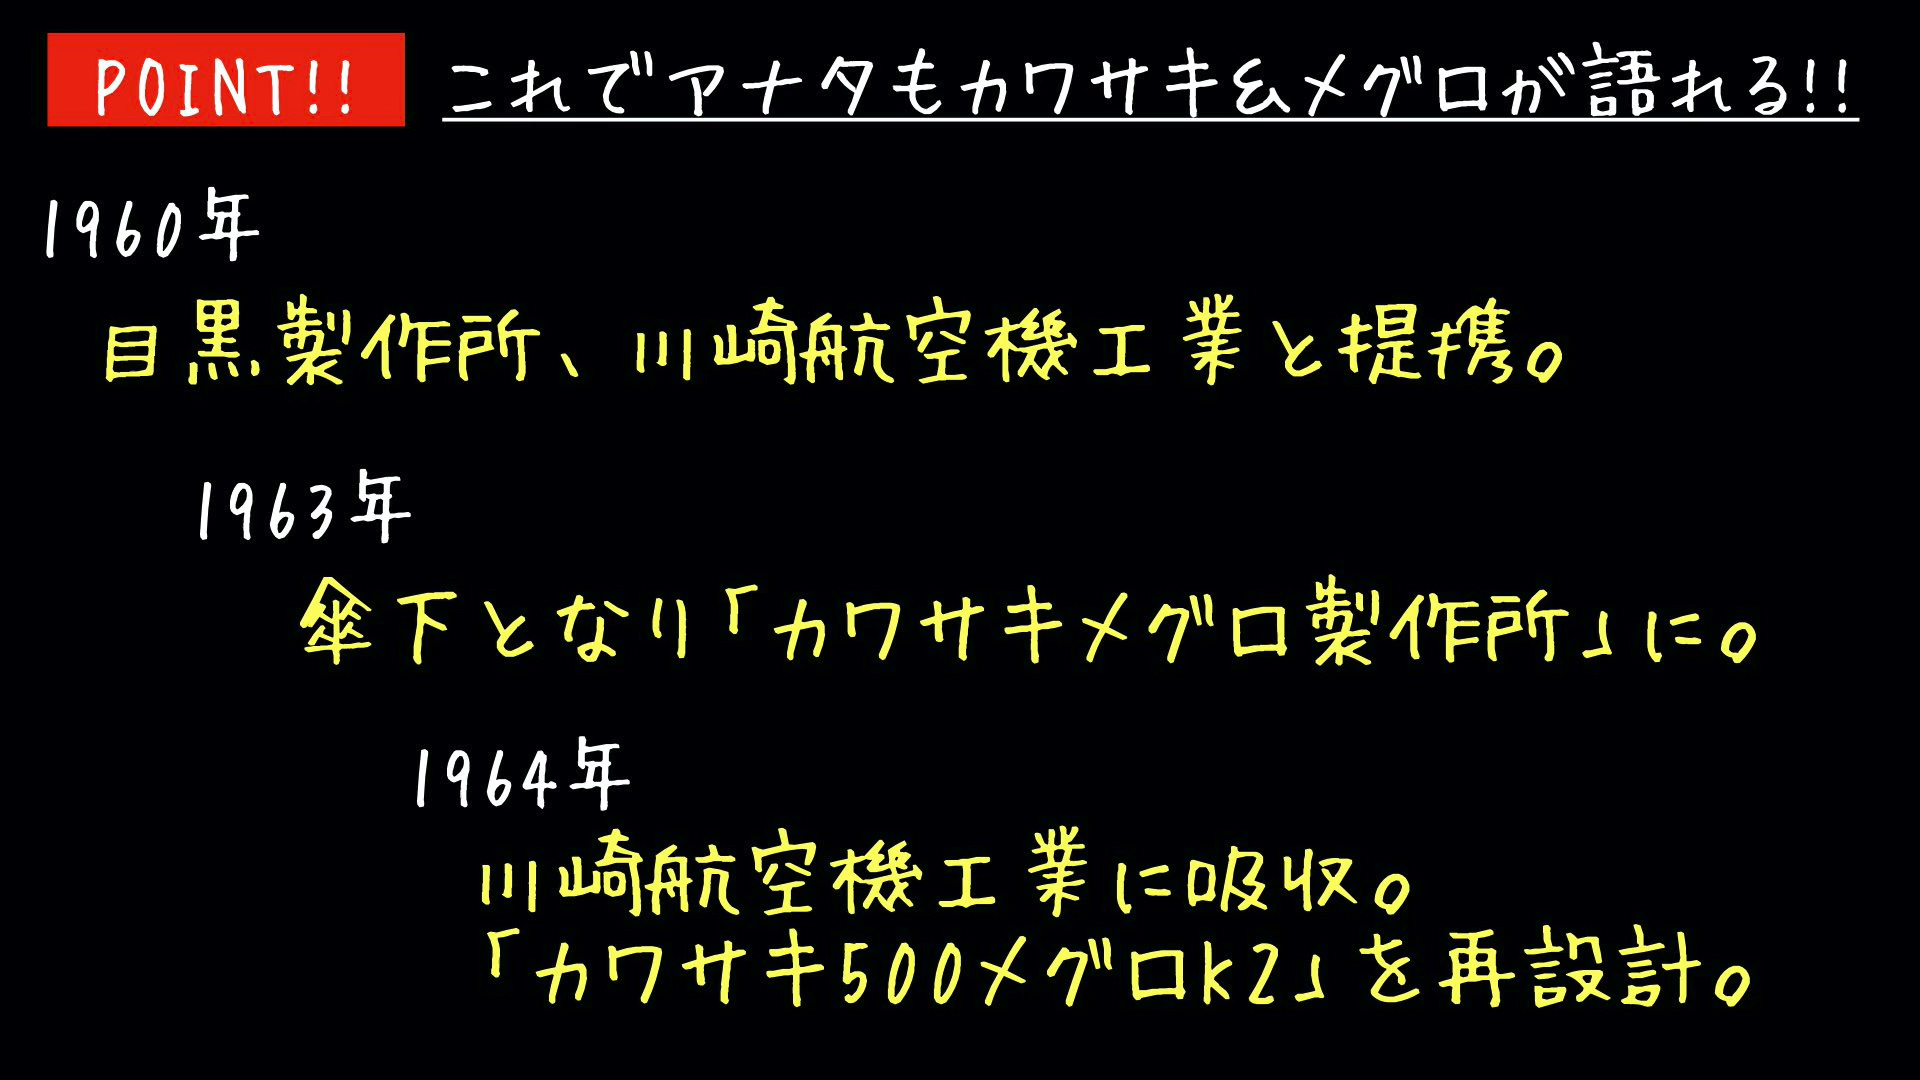 POINT!! これでアナタもカワサキ&メグロが語れる!!
1960年
目黒製作所、川崎航空機工業と提携。
1963年
傘下となり「カワサキメグロ製作所」に。
1964年
川崎航空機工業に吸収。
「カワサキ500メグロK2」を再設計。